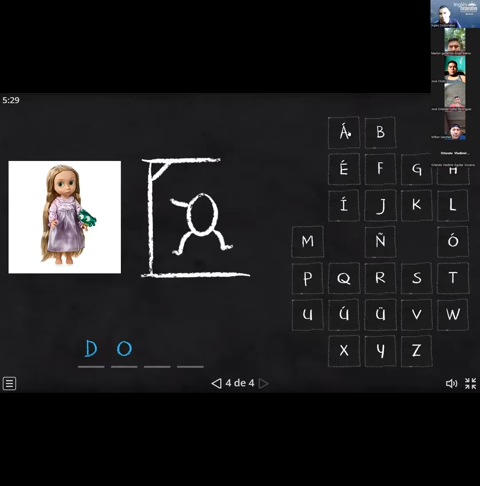 5:29
Á B
É F G H
Í J K L
M Ñ Ó
P Q R S T
U Ú Ü V W
X Y Z
D O
4 de 4